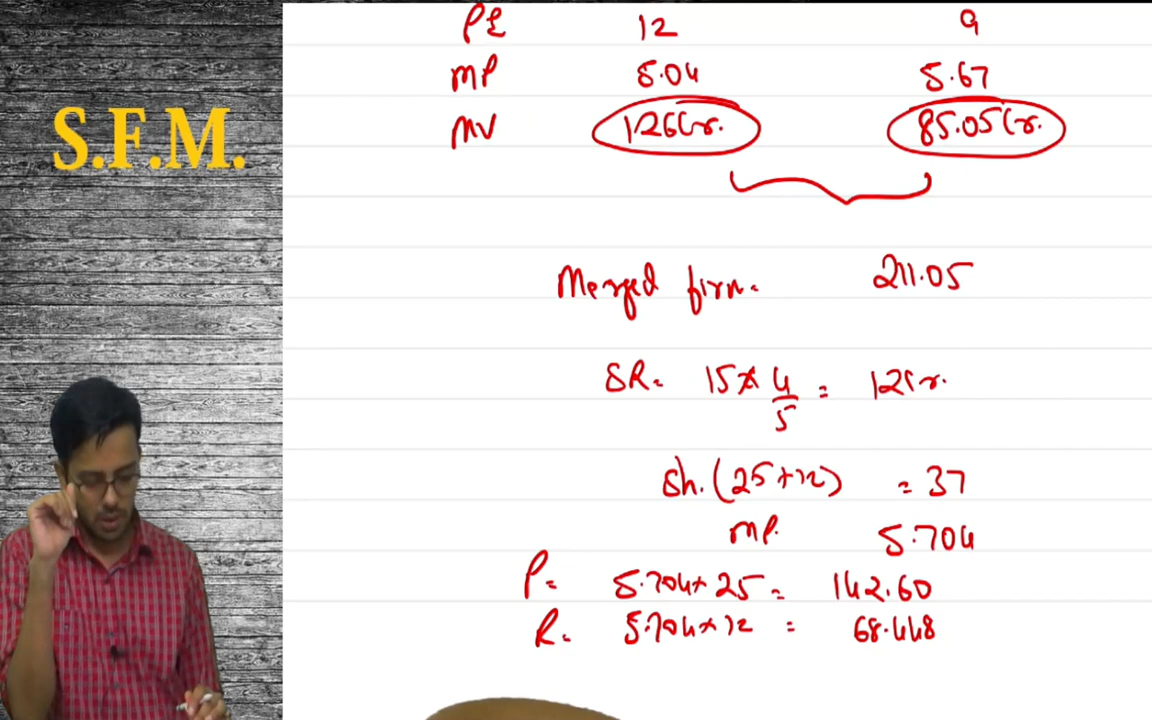 S.F.M.
PE 12 9
MP 5.04 5.67
MV 126Cr. 85.05Cr.
Merged firm. 211.05
SR= 15 × 4/5 = 12Cr.
Sh. (25+12) = 37
MP. 5.704
P= 5.704 × 25 = 142.60
R= 5.704 × 12 = 68.448